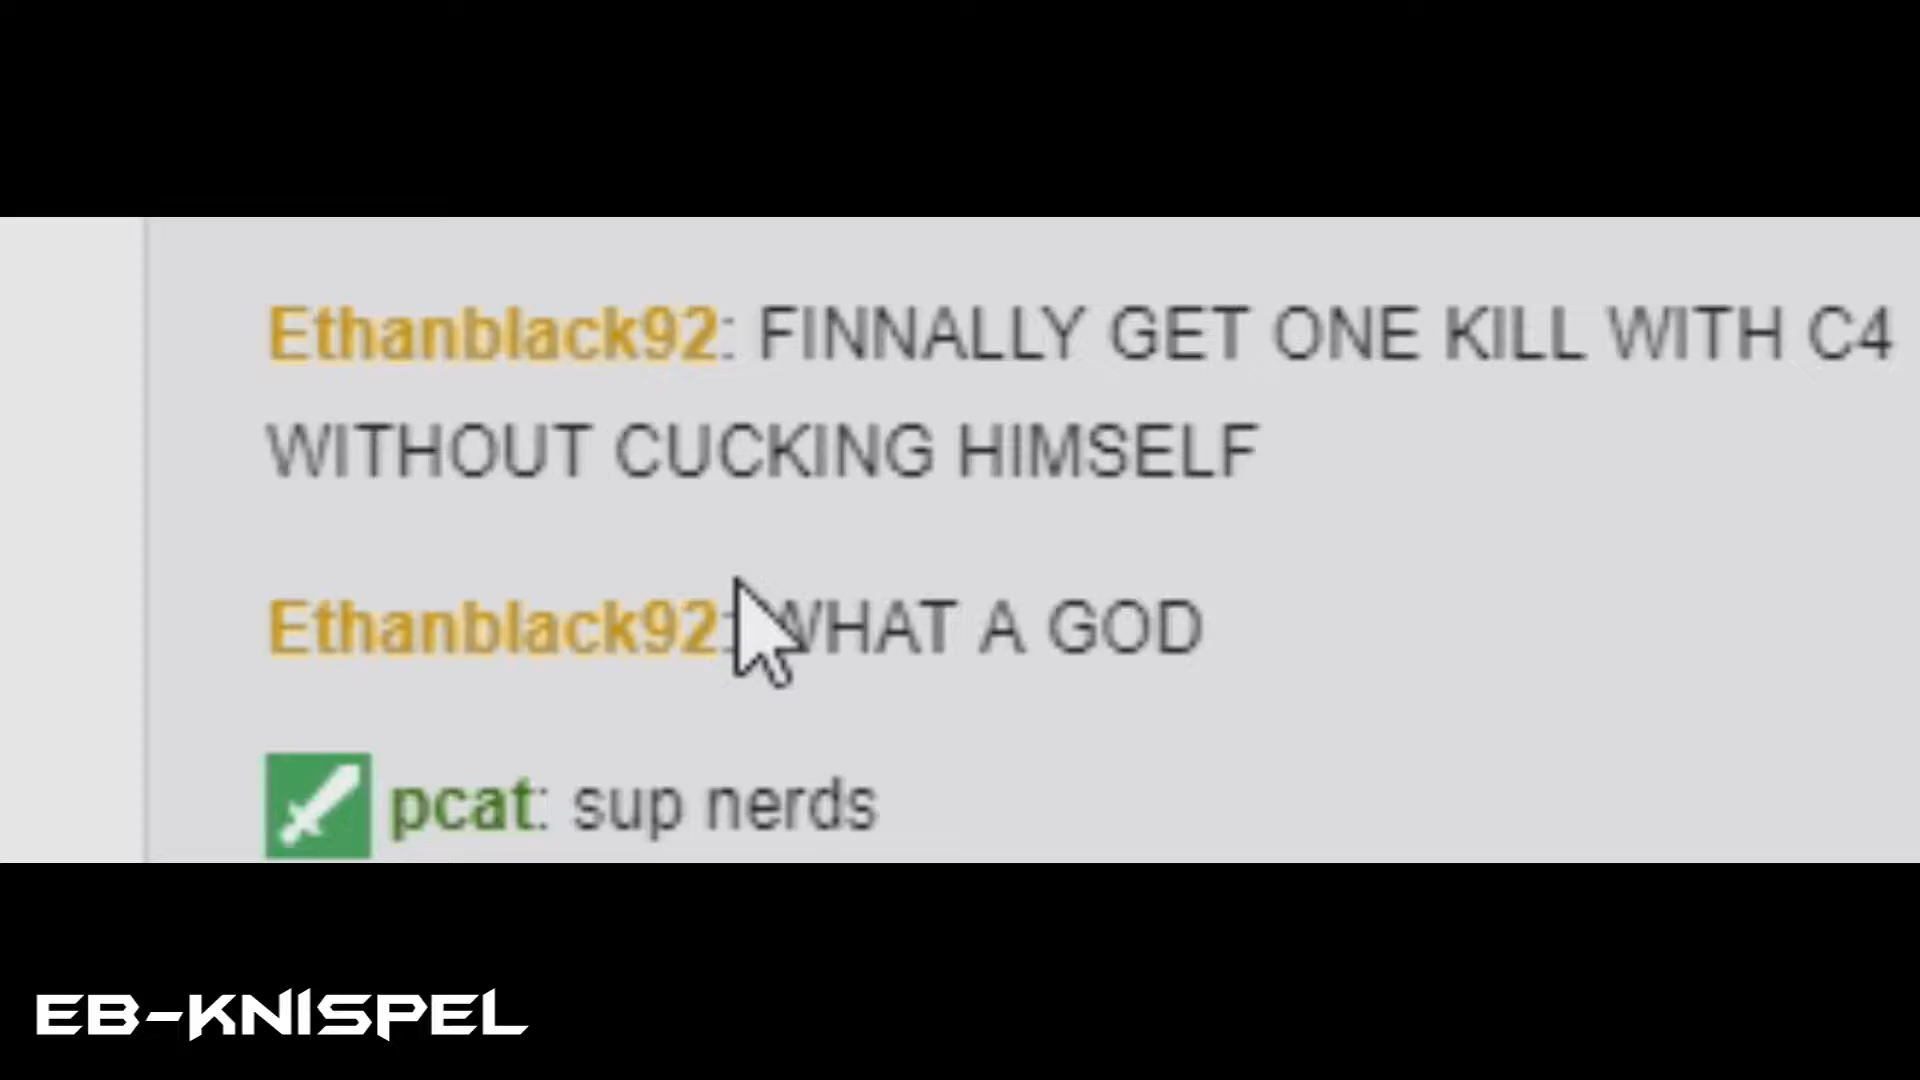 Ethanblack92: FINNALLY GET ONE KILL WITH C4
WITHOUT CUCKING HIMSELF
Ethanblack92: WHAT A GOD
pcat: sup nerds
EB-KNISPEL